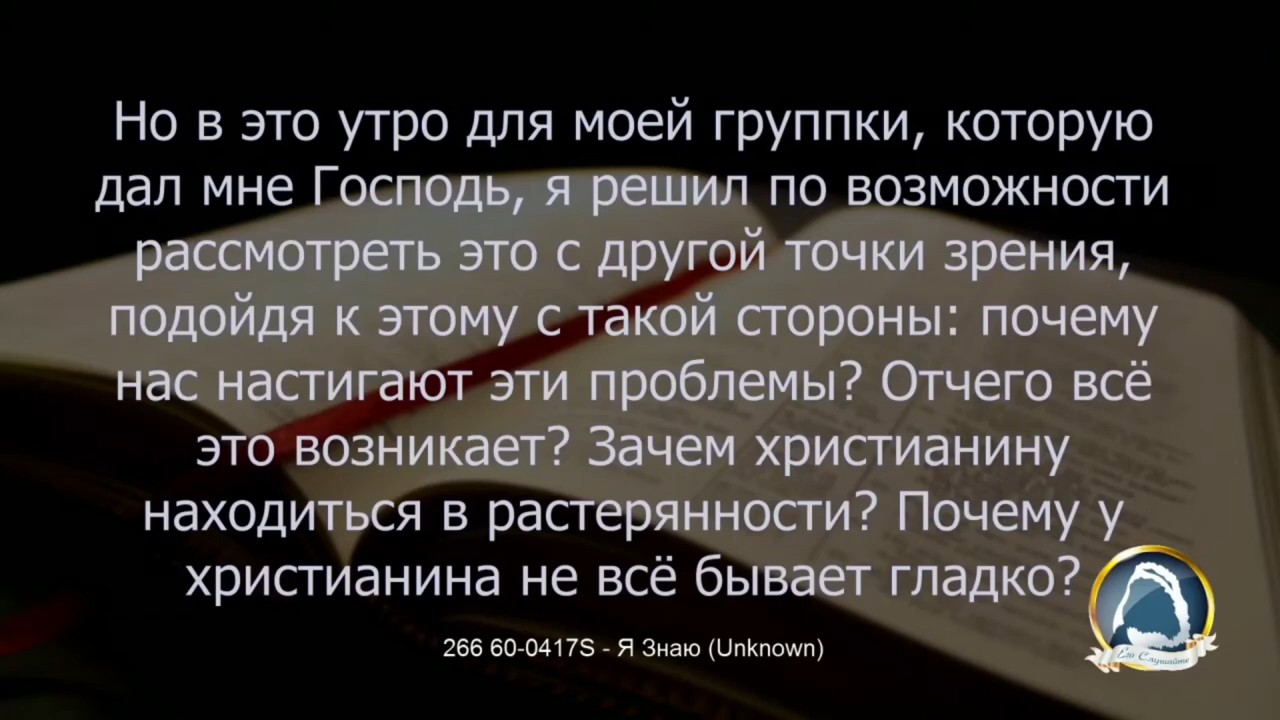 Но в это утро для моей группки, которую
дал мне Господь, я решил по возможности
рассмотреть это с другой точки зрения,
подойдя к этому с такой стороны: почему
нас настигают эти проблемы? Отчего всё
это возникает? Зачем христианину
находиться в растерянности? Почему у
христианина не всё бывает гладко?
266 60-0417S - Я Знаю (Unknown)
Его Слушайте